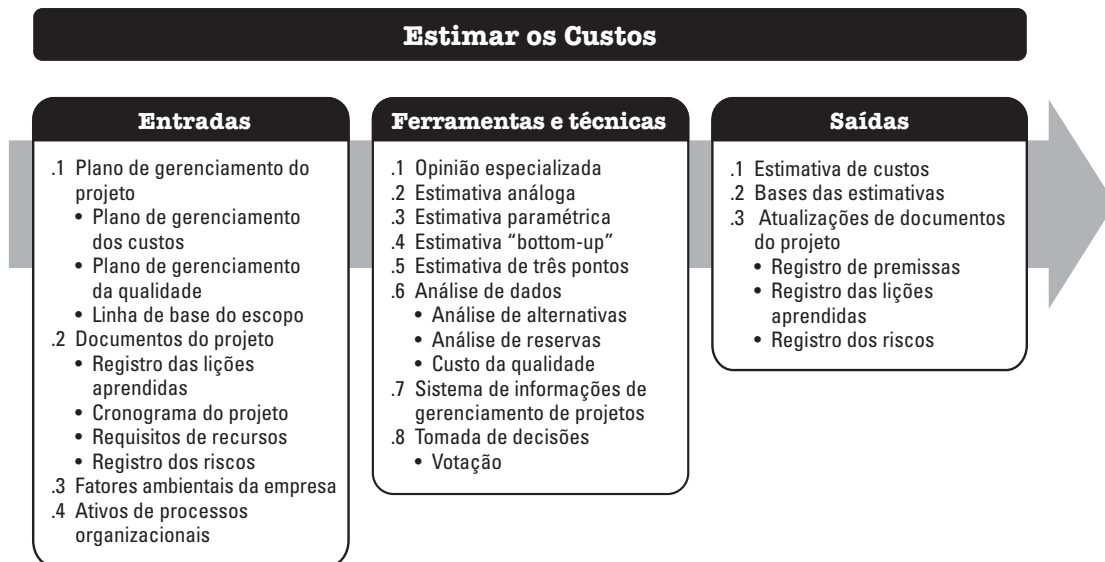 Estimar os Custos
Entradas
.1 Plano de gerenciamento do
projeto
• Plano de gerenciamento
dos custos
• Plano de gerenciamento
da qualidade
• Linha de base do escopo
.2 Documentos do projeto
• Registro das lições
aprendidas
• Cronograma do projeto
• Requisitos de recursos
• Registro dos riscos
.3 Fatores ambientais da empresa
.4 Ativos de processos
organizacionais
Ferramentas e técnicas
.1 Opinião especializada
.2 Estimativa análoga
.3 Estimativa paramétrica
.4 Estimativa “bottom-up”
.5 Estimativa de três pontos
.6 Análise de dados
• Análise de alternativas
• Análise de reservas
• Custo da qualidade
.7 Sistema de informações de
gerenciamento de projetos
.8 Tomada de decisões
• Votação
Saídas
.1 Estimativa de custos
.2 Bases das estimativas
.3 Atualizações de documentos
do projeto
• Registro de premissas
• Registro das lições
aprendidas
• Registro dos riscos